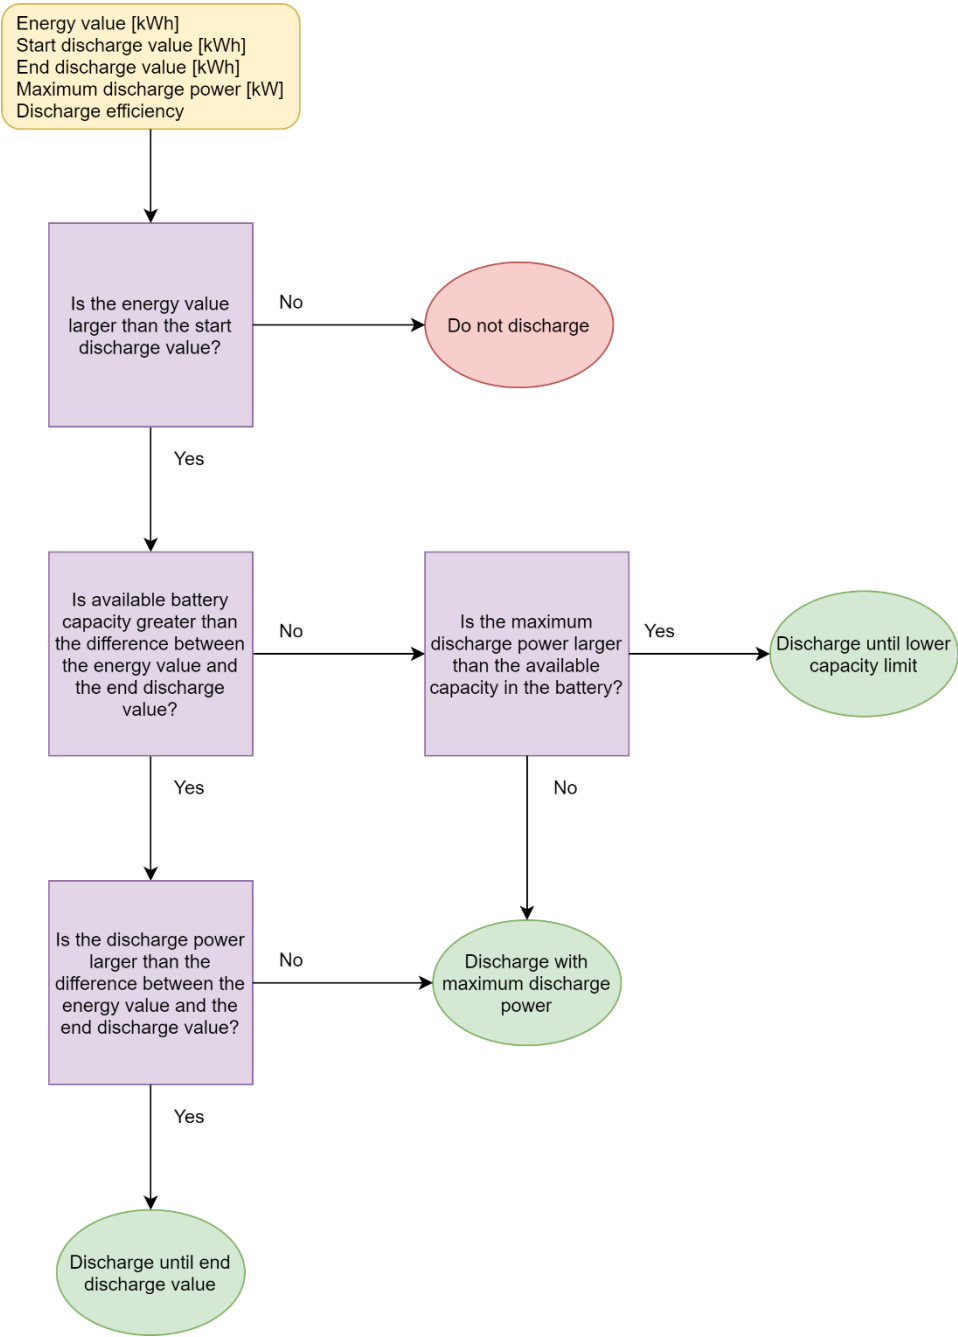 Energy value [kWh]
Start discharge value [kWh]
End discharge value [kWh]
Maximum discharge power [kW]
Discharge efficiency
Is the energy value
larger than the start
discharge value?
No
Do not discharge
Yes
Is available battery
capacity greater than
the difference between
the energy value and
the end discharge
value?
No
Is the maximum
discharge power larger
than the available
capacity in the battery?
Yes
Discharge until lower
capacity limit
Yes
No
Is the discharge power
larger than the
difference between the
energy value and the
end discharge value?
No
Discharge with
maximum discharge
power
Yes
Discharge until end
discharge value